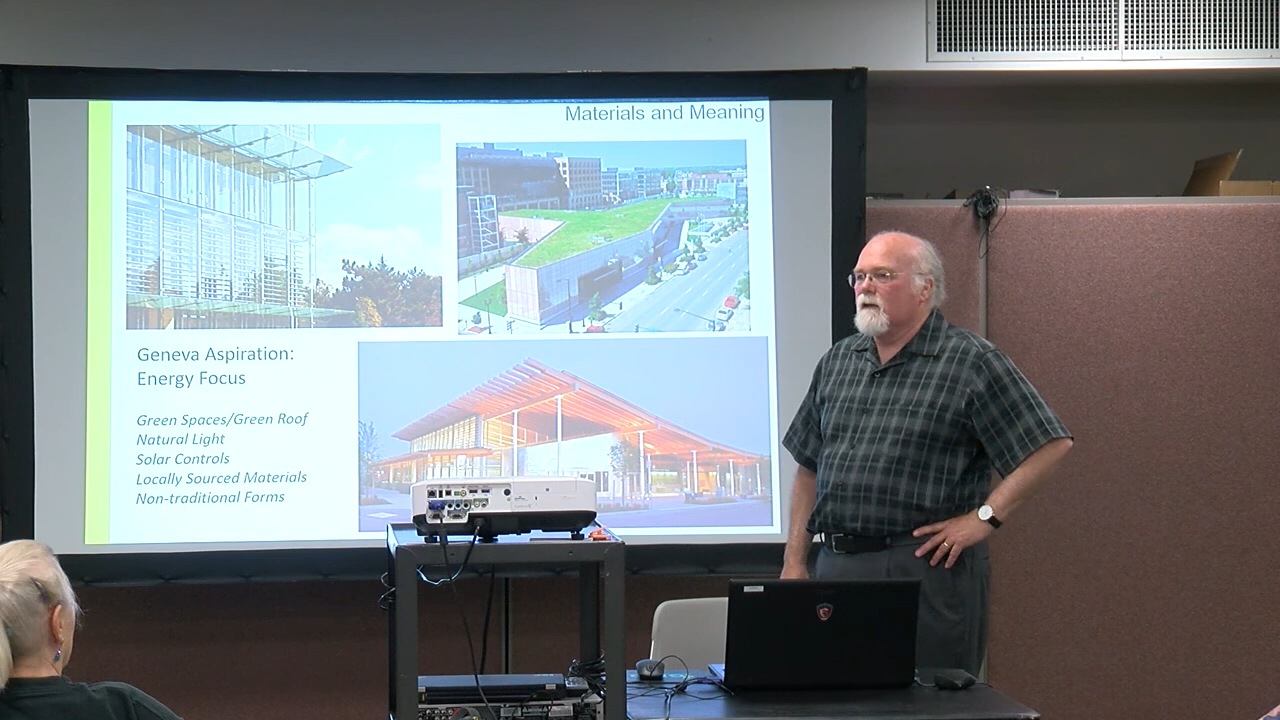 Materials and Meaning
Geneva Aspiration:
Energy Focus
Green Spaces/Green Roof
Natural Light
Solar Controls
Locally Sourced Materials
Non-traditional Forms